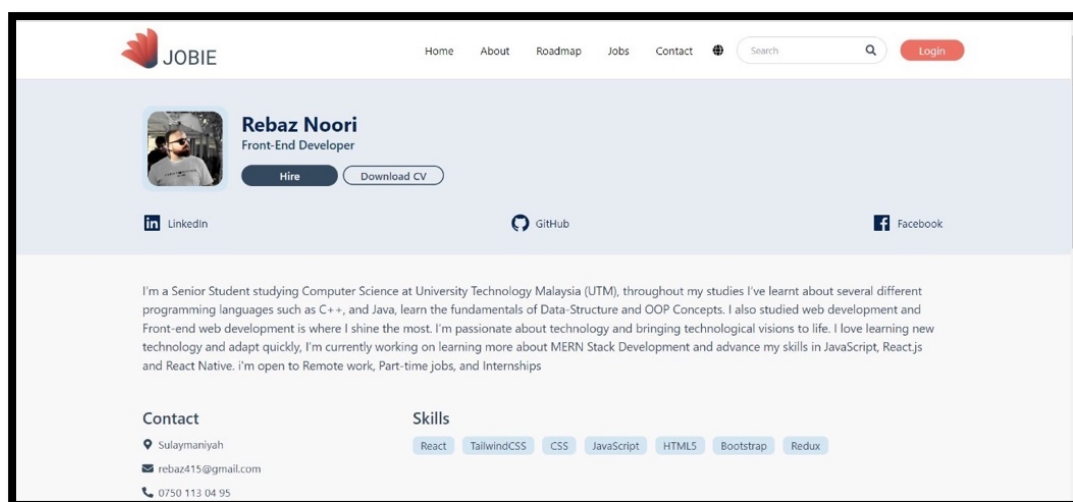 JOBIE
Home About Roadmap Jobs Contact Search Login
Rebaz Noori
Front-End Developer
Hire Download CV
LinkedIn GitHub Facebook
I'm a Senior Student studying Computer Science at University Technology Malaysia (UTM), throughout my studies I've learnt about several different
programming languages such as C++, and Java, learn the fundamentals of Data-Structure and OOP Concepts. I also studied web development and
Front-end web development is where I shine the most. I'm passionate about technology and bringing technological visions to life. I love learning new
technology and adapt quickly, I'm currently working on learning more about MERN Stack Development and advance my skills in JavaScript, React.js
and React Native. i'm open to Remote work, Part-time jobs, and Internships
Contact
Sulaymaniyah
rebaz415@gmail.com
0750 113 04 95
Skills
React TailwindCSS CSS JavaScript HTML5 Bootstrap Redux